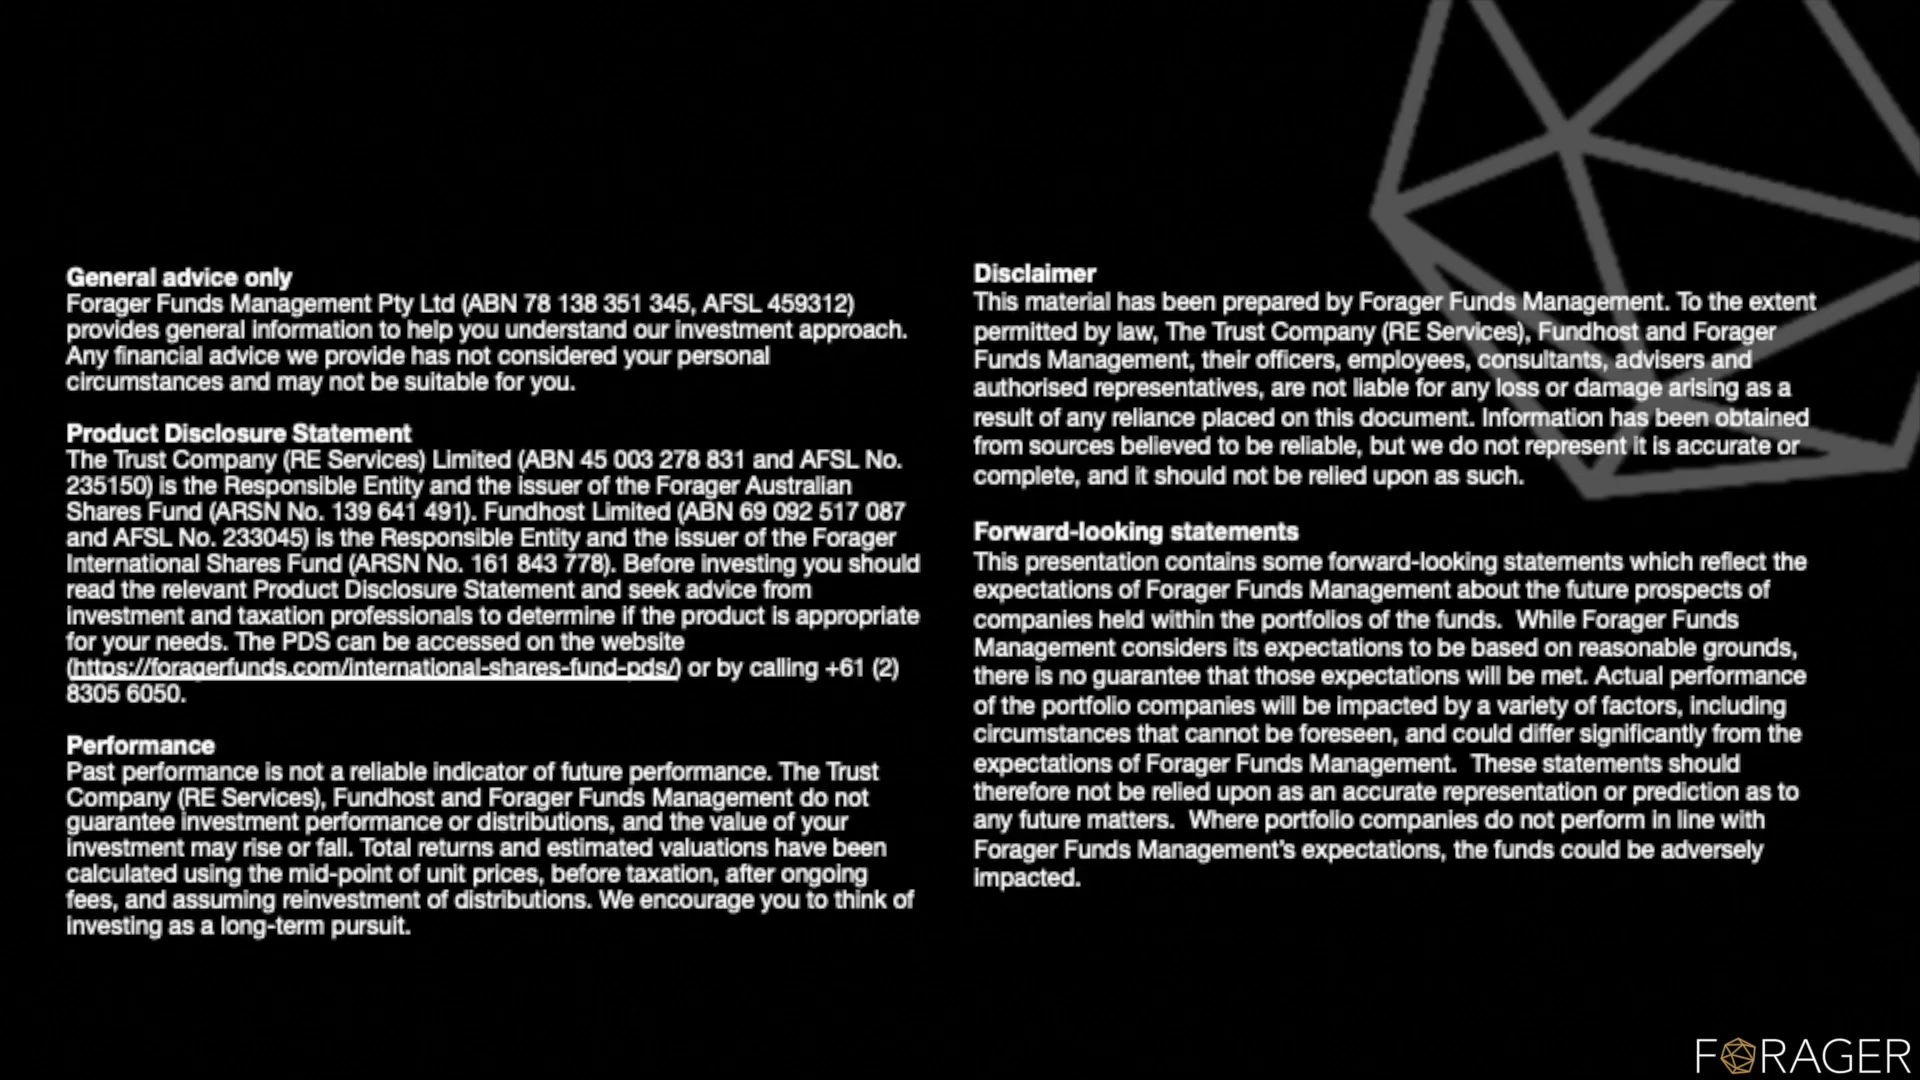 General advice only
Forager Funds Management Pty Ltd (ABN 78 138 351 345, AFSL 459312)
provides general information to help you understand our investment approach.
Any financial advice we provide has not considered your personal
circumstances and may not be suitable for you.
Product Disclosure Statement
The Trust Company (RE Services) Limited (ABN 45 003 278 831 and AFSL No.
235150) is the Responsible Entity and the issuer of the Forager Australian
Shares Fund (ARSN No. 139 641 491). Fundhost Limited (ABN 69 092 517 087
and AFSL No. 233045) is the Responsible Entity and the issuer of the Forager
International Shares Fund (ARSN No. 161 843 778). Before investing you should
read the relevant Product Disclosure Statement and seek advice from
investment and taxation professionals to determine if the product is appropriate
for your needs. The PDS can be accessed on the website
(https://foragerfunds.com/international-shares-fund-pds/) or by calling +61 (2)
8305 6050.
Performance
Past performance is not a reliable indicator of future performance. The Trust
Company (RE Services), Fundhost and Forager Funds Management do not
guarantee investment performance or distributions, and the value of your
investment may rise or fall. Total returns and estimated valuations have been
calculated using the mid-point of unit prices, before taxation, after ongoing
fees, and assuming reinvestment of distributions. We encourage you to think of
investing as a long-term pursuit.
Disclaimer
This material has been prepared by Forager Funds Management. To the extent
permitted by law, The Trust Company (RE Services), Fundhost and Forager
Funds Management, their officers, employees, consultants, advisers and
authorised representatives, are not liable for any loss or damage arising as a
result of any reliance placed on this document. Information has been obtained
from sources believed to be reliable, but we do not represent it is accurate or
complete, and it should not be relied upon as such.
Forward-looking statements
This presentation contains some forward-looking statements which reflect the
expectations of Forager Funds Management about the future prospects of
companies held within the portfolios of the funds. While Forager Funds
Management considers its expectations to be based on reasonable grounds,
there is no guarantee that those expectations will be met. Actual performance
of the portfolio companies will be impacted by a variety of factors, including
circumstances that cannot be foreseen, and could differ significantly from the
expectations of Forager Funds Management. These statements should
therefore not be relied upon as an accurate representation or prediction as to
any future matters. Where portfolio companies do not perform in line with
Forager Funds Management’s expectations, the funds could be adversely
impacted.
FORAGER